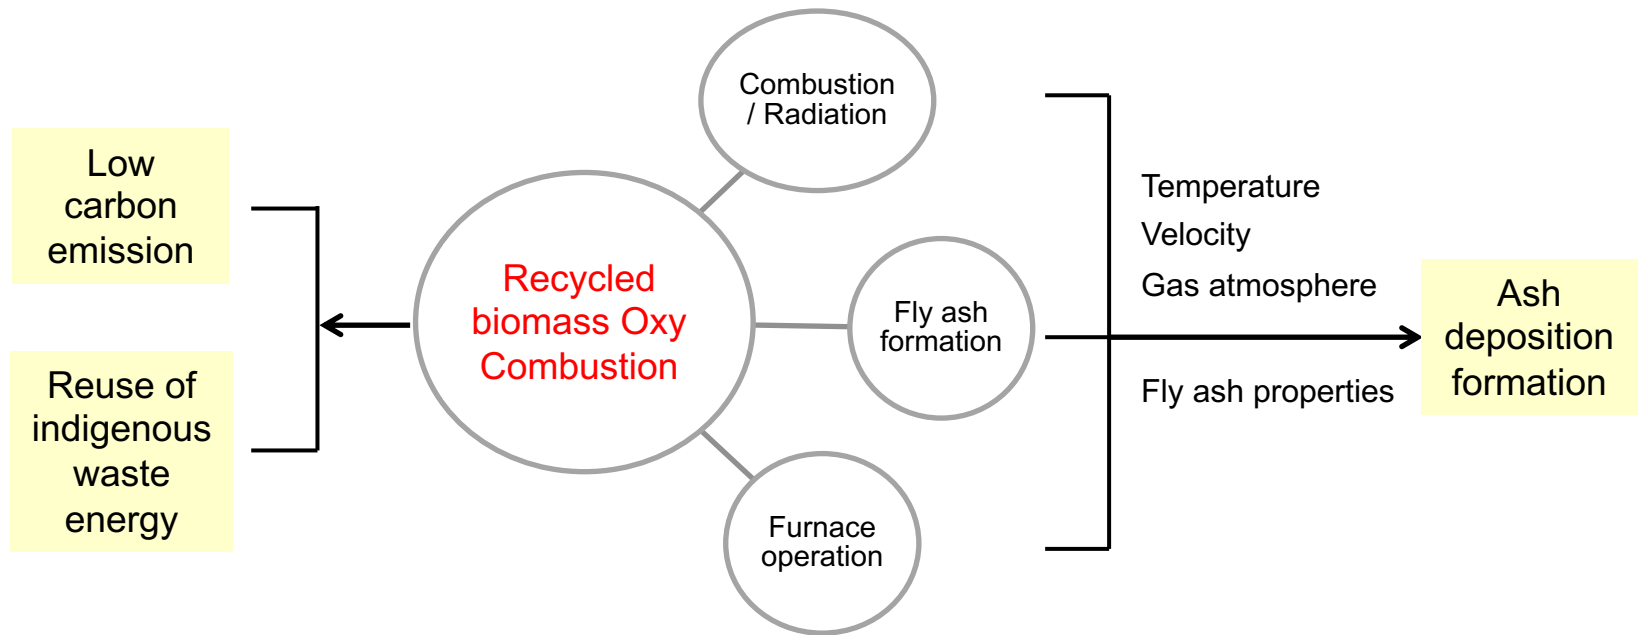 Low
carbon
emission
Reuse of
indigenous
waste
energy
Recycled
biomass Oxy
Combustion
Combustion
/ Radiation
Fly ash
formation
Furnace
operation
Temperature
Velocity
Gas atmosphere
Fly ash properties
Ash
deposition
formation